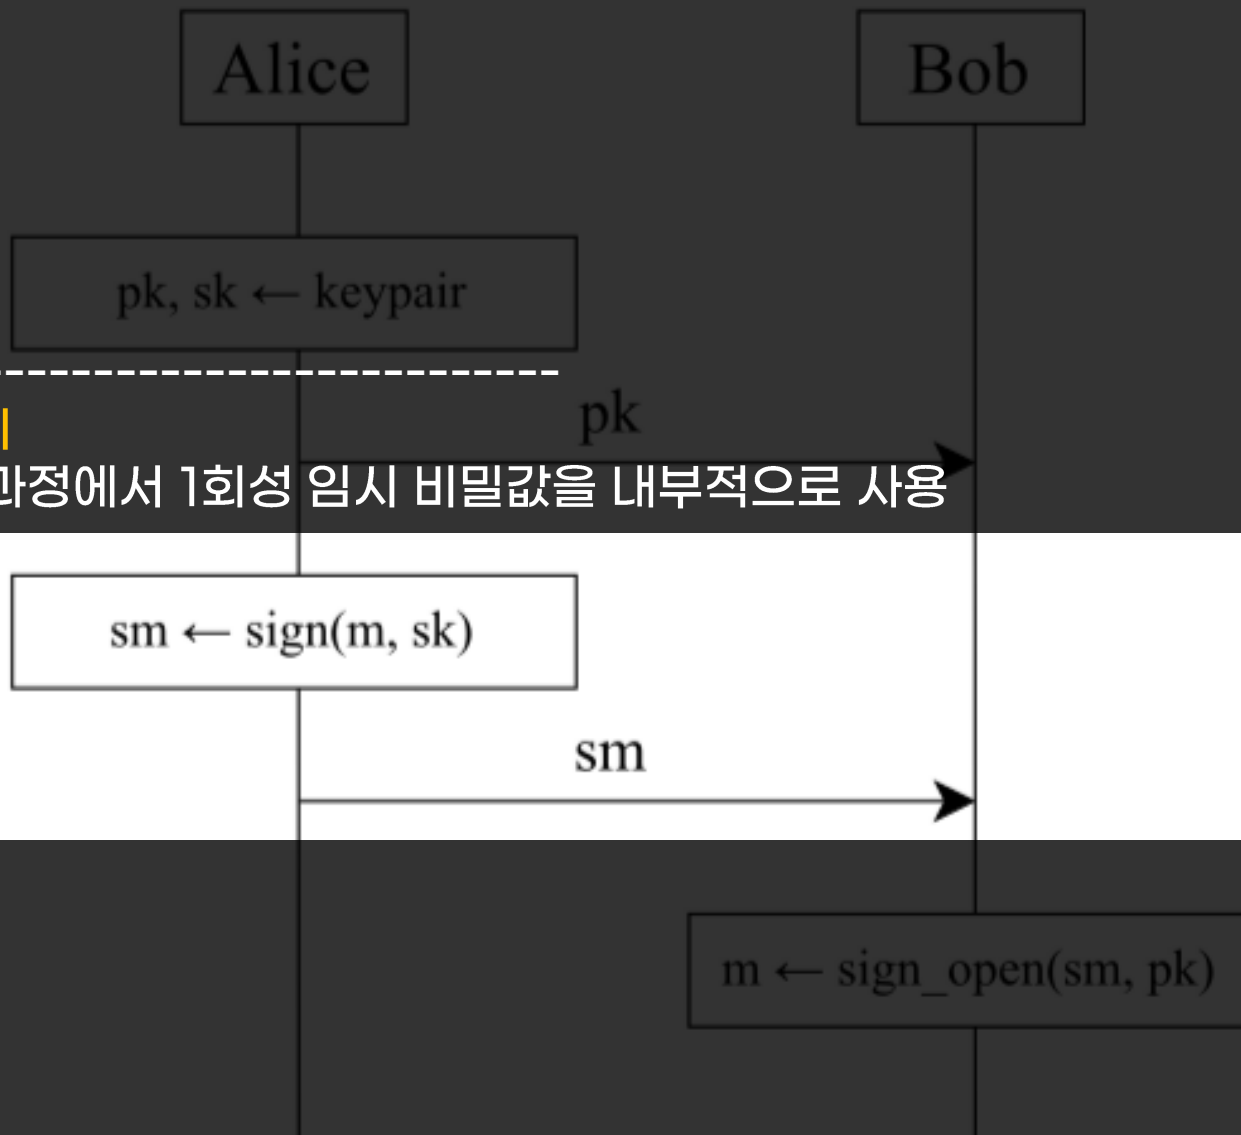 Alice
Bob
pk, sk ← keypair
pk
과정에서 1회성 임시 비밀값을 내부적으로 사용
sm ← sign(m, sk)
sm
m ← sign_open(sm, pk)